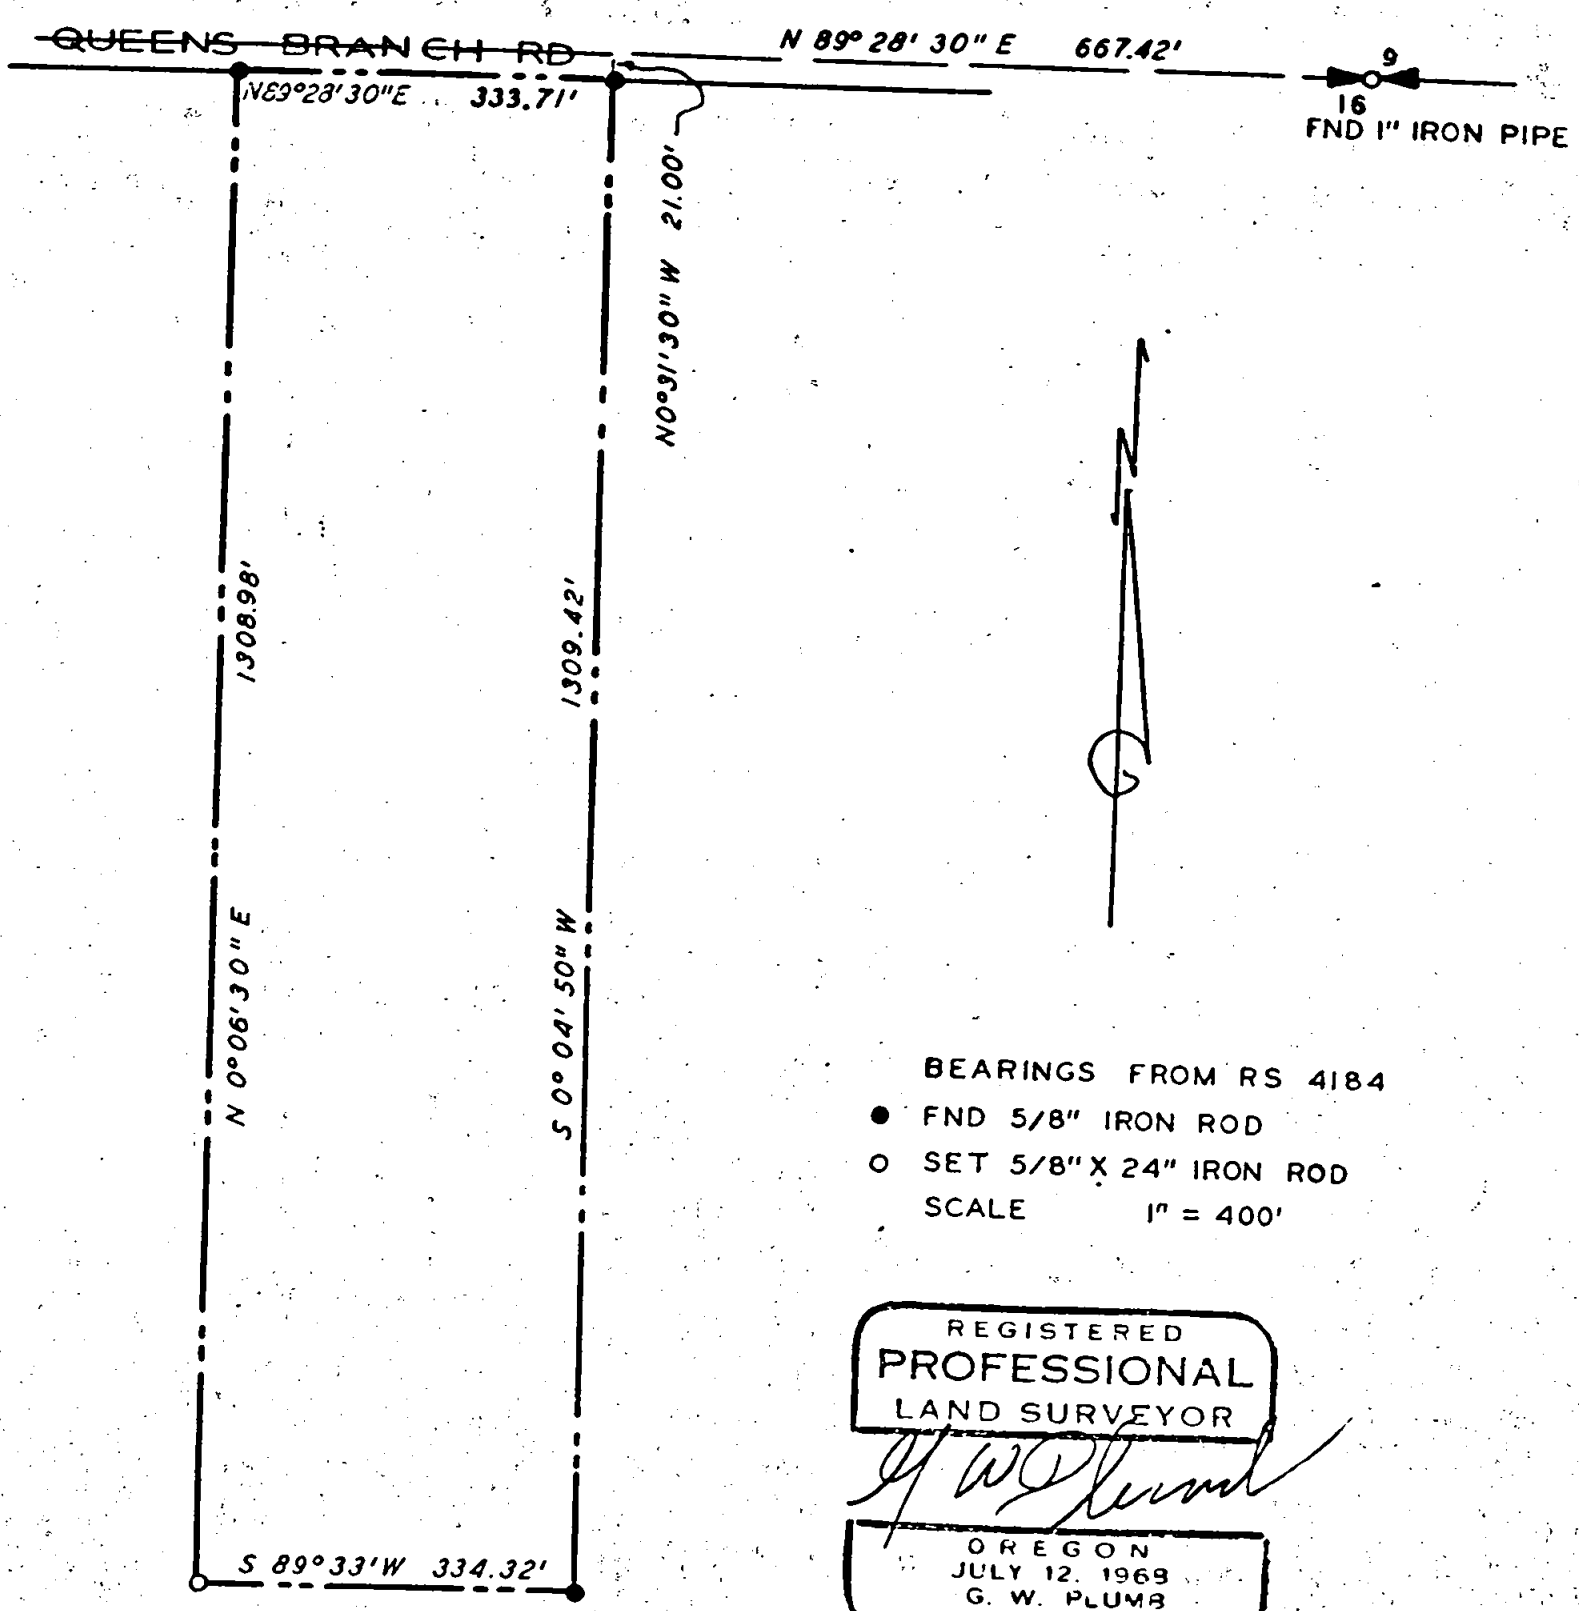 QUEENS BRANCH RD
N 89° 28' 30" E 667.42'
9
16
FND 1" IRON PIPE
N89°28'30"E 333.71'
N0°31'30"W 21.00'
1308.98'
N 0°06'30" E
1309.42'
S 0° 04' 50" W
S 89°33'W 334.32'
N
BEARINGS FROM RS 4184
● FND 5/8" IRON ROD
○ SET 5/8" X 24" IRON ROD
SCALE 1" = 400'
REGISTERED
PROFESSIONAL
LAND SURVEYOR
G W Plumb
OREGON
JULY 12, 1968
G. W. PLUMB